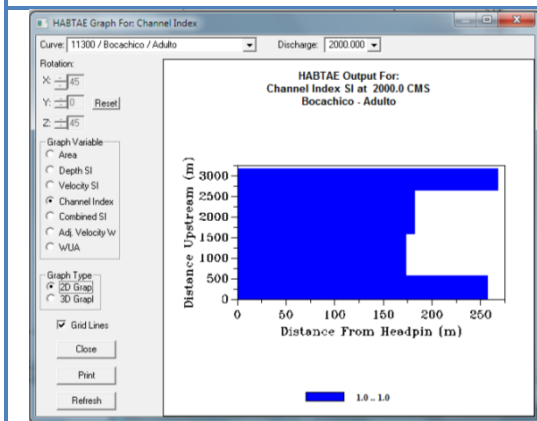 HABTAE Graph For: Channel Index
Curve: 11300 / Bocachico / Adulto Discharge: 2000.000
Rotation:
X: 45
Y: 0 Reset
Z: 45
Graph Variable
Area
Depth SI
Velocity SI
Channel Index
Combined SI
Adj. Velocity W
WUA
Graph Type
2D Grap
3D Grapl
Grid Lines
Close
Print
Refresh
HABTAE Output For:
Channel Index SI at 2000.0 CMS
Bocachico - Adulto
Distance Upstream (m)
3000
2500
2000
1500
1000
500
0
0 50 100 150 200 250
Distance From Headpin (m)
1.0 .. 1.0